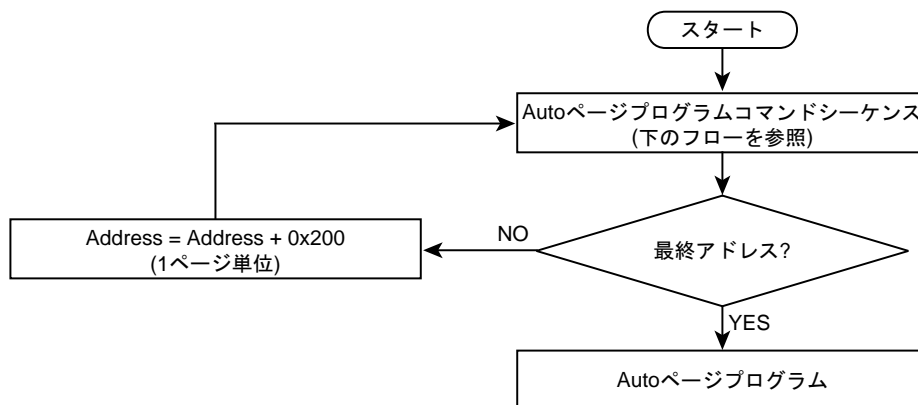 スタート
Autoページプログラムコマンドシーケンス
(下のフローを参照)
Address = Address + 0x200
(1ページ単位)
NO
最終アドレス?
YES
Autoページプログラム